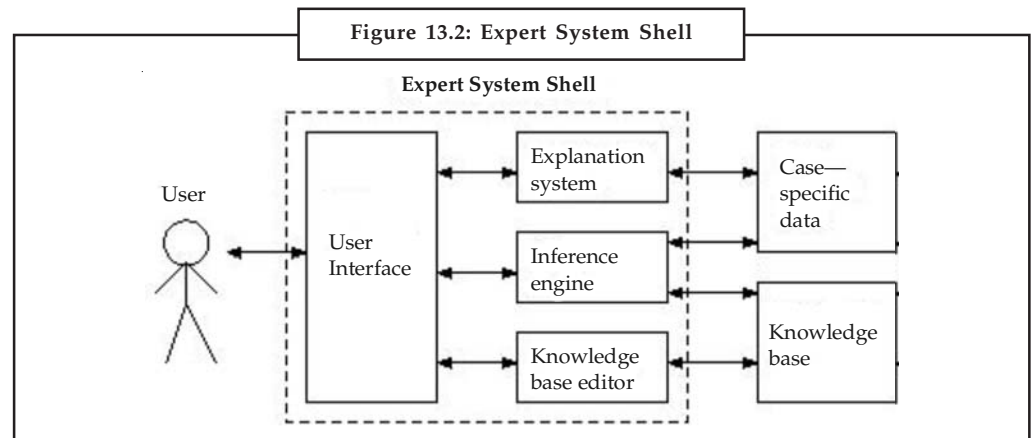 Figure 13.2: Expert System Shell
Expert System Shell
User
User
Interface
Explanation
system
Inference
engine
Knowledge
base editor
Case—
specific
data
Knowledge
base